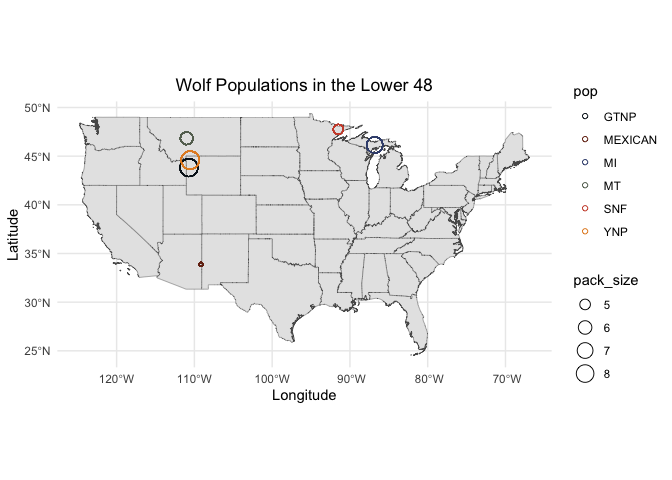 Wolf Populations in the Lower 48
50°N
45°N
40°N
35°N
30°N
25°N
Latitude
120°W 110°W 100°W 90°W 80°W 70°W
Longitude
pop
GTNP
MEXICAN
MI
MT
SNF
YNP
pack_size
5
6
7
8